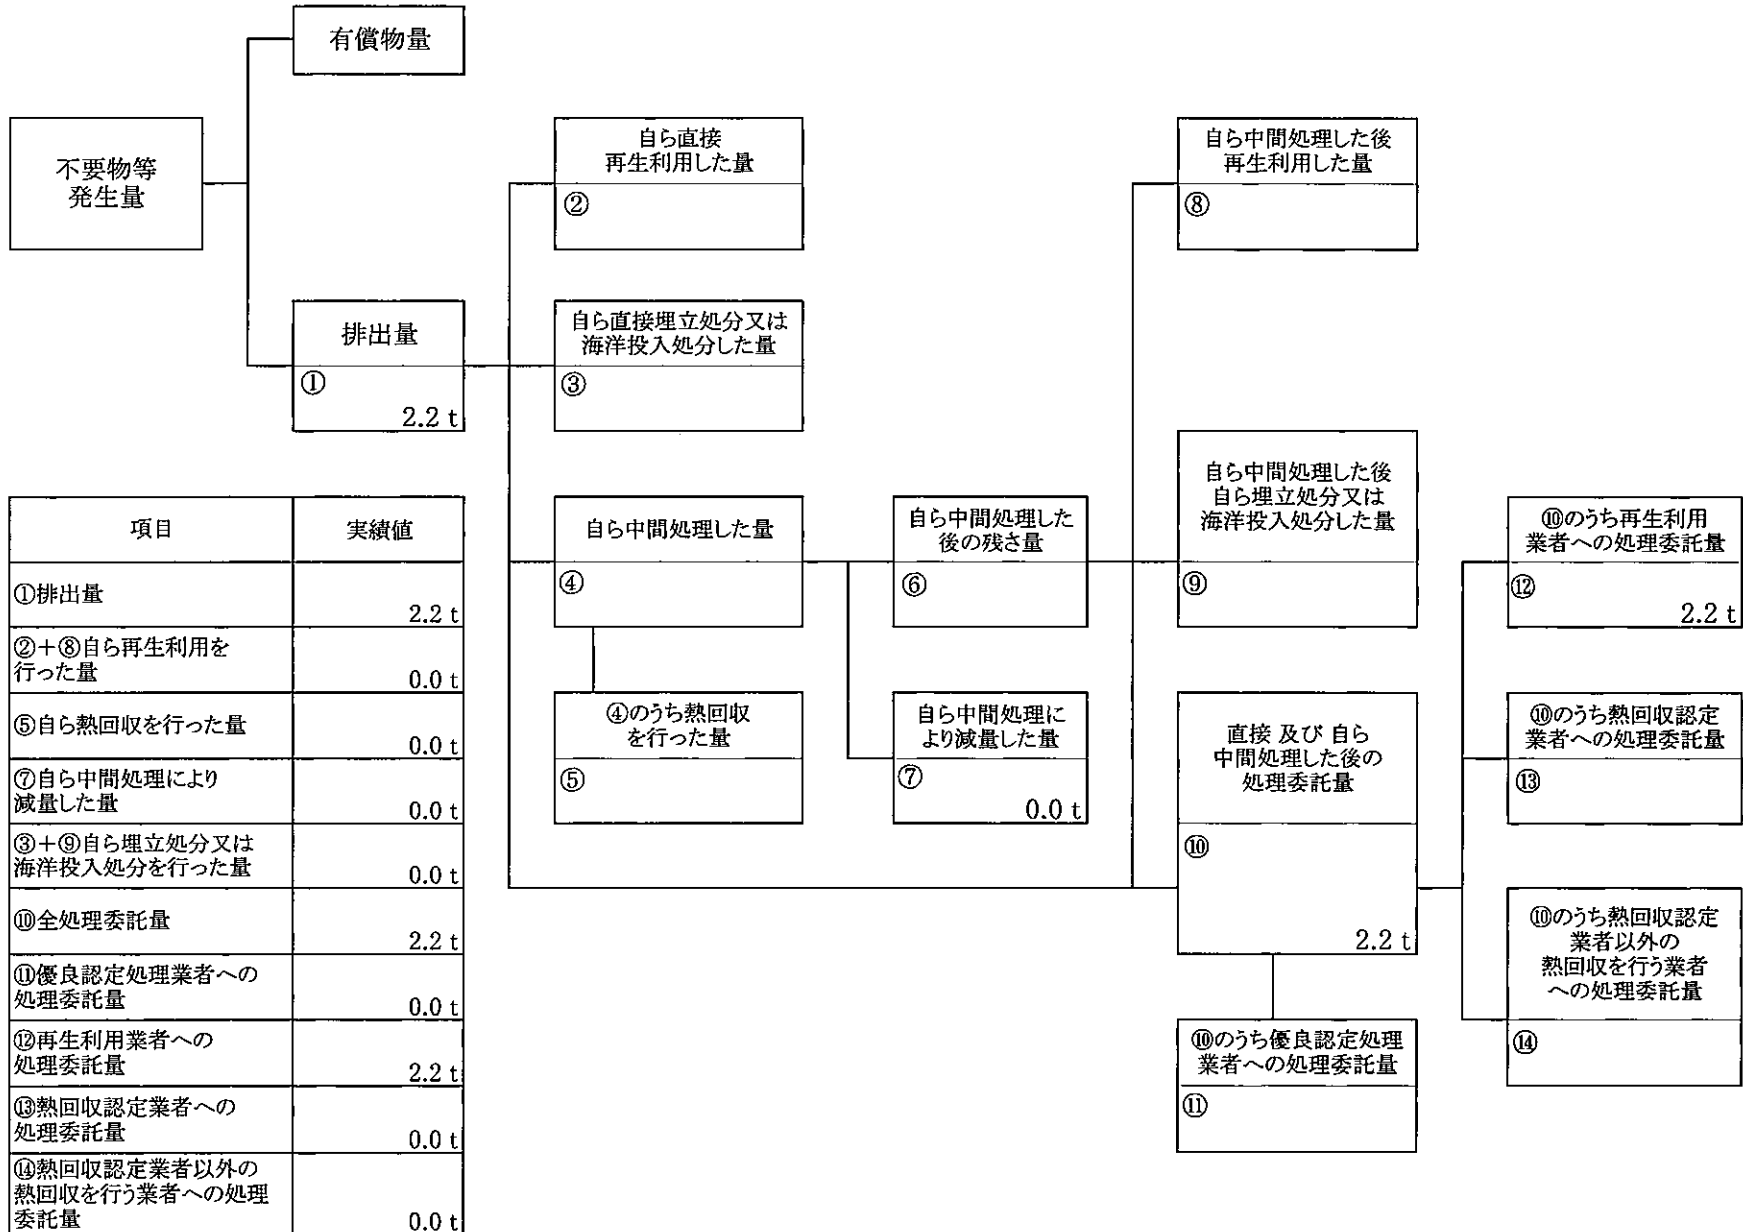 有償物量
不要物等
発生量
自ら直接
再生利用した量
②
自ら中間処理した後
再生利用した量
⑧
排出量
①
2.2 t
自ら直接埋立処分又は
海洋投入処分した量
③
自ら中間処理した量
④
自ら中間処理した
後の残さ量
⑥
自ら中間処理した後
自ら埋立処分又は
海洋投入処分した量
⑨
⑩のうち再生利用
業者への処理委託量
⑫
2.2 t
④のうち熱回収
を行った量
⑤
自ら中間処理に
より減量した量
⑦
0.0 t
直接 及び 自ら
中間処理した後の
処理委託量
⑩
2.2 t
⑩のうち熱回収認定
業者への処理委託量
⑬
⑩のうち熱回収認定
業者以外の
熱回収を行う業者
への処理委託量
⑭
⑩のうち優良認定処理
業者への処理委託量
⑪
項目 実績値
①排出量
2.2 t
②+⑧自ら再生利用を
行った量
0.0 t
⑤自ら熱回収を行った量
0.0 t
⑦自ら中間処理により
減量した量
0.0 t
③+⑨自ら埋立処分又は
海洋投入処分を行った量
0.0 t
⑩全処理委託量
2.2 t
⑪優良認定処理業者への
処理委託量
0.0 t
⑫再生利用業者への
処理委託量
2.2 t
⑬熱回収認定業者への
処理委託量
0.0 t
⑭熱回収認定業者以外の
熱回収を行う業者への処理
委託量
0.0 t